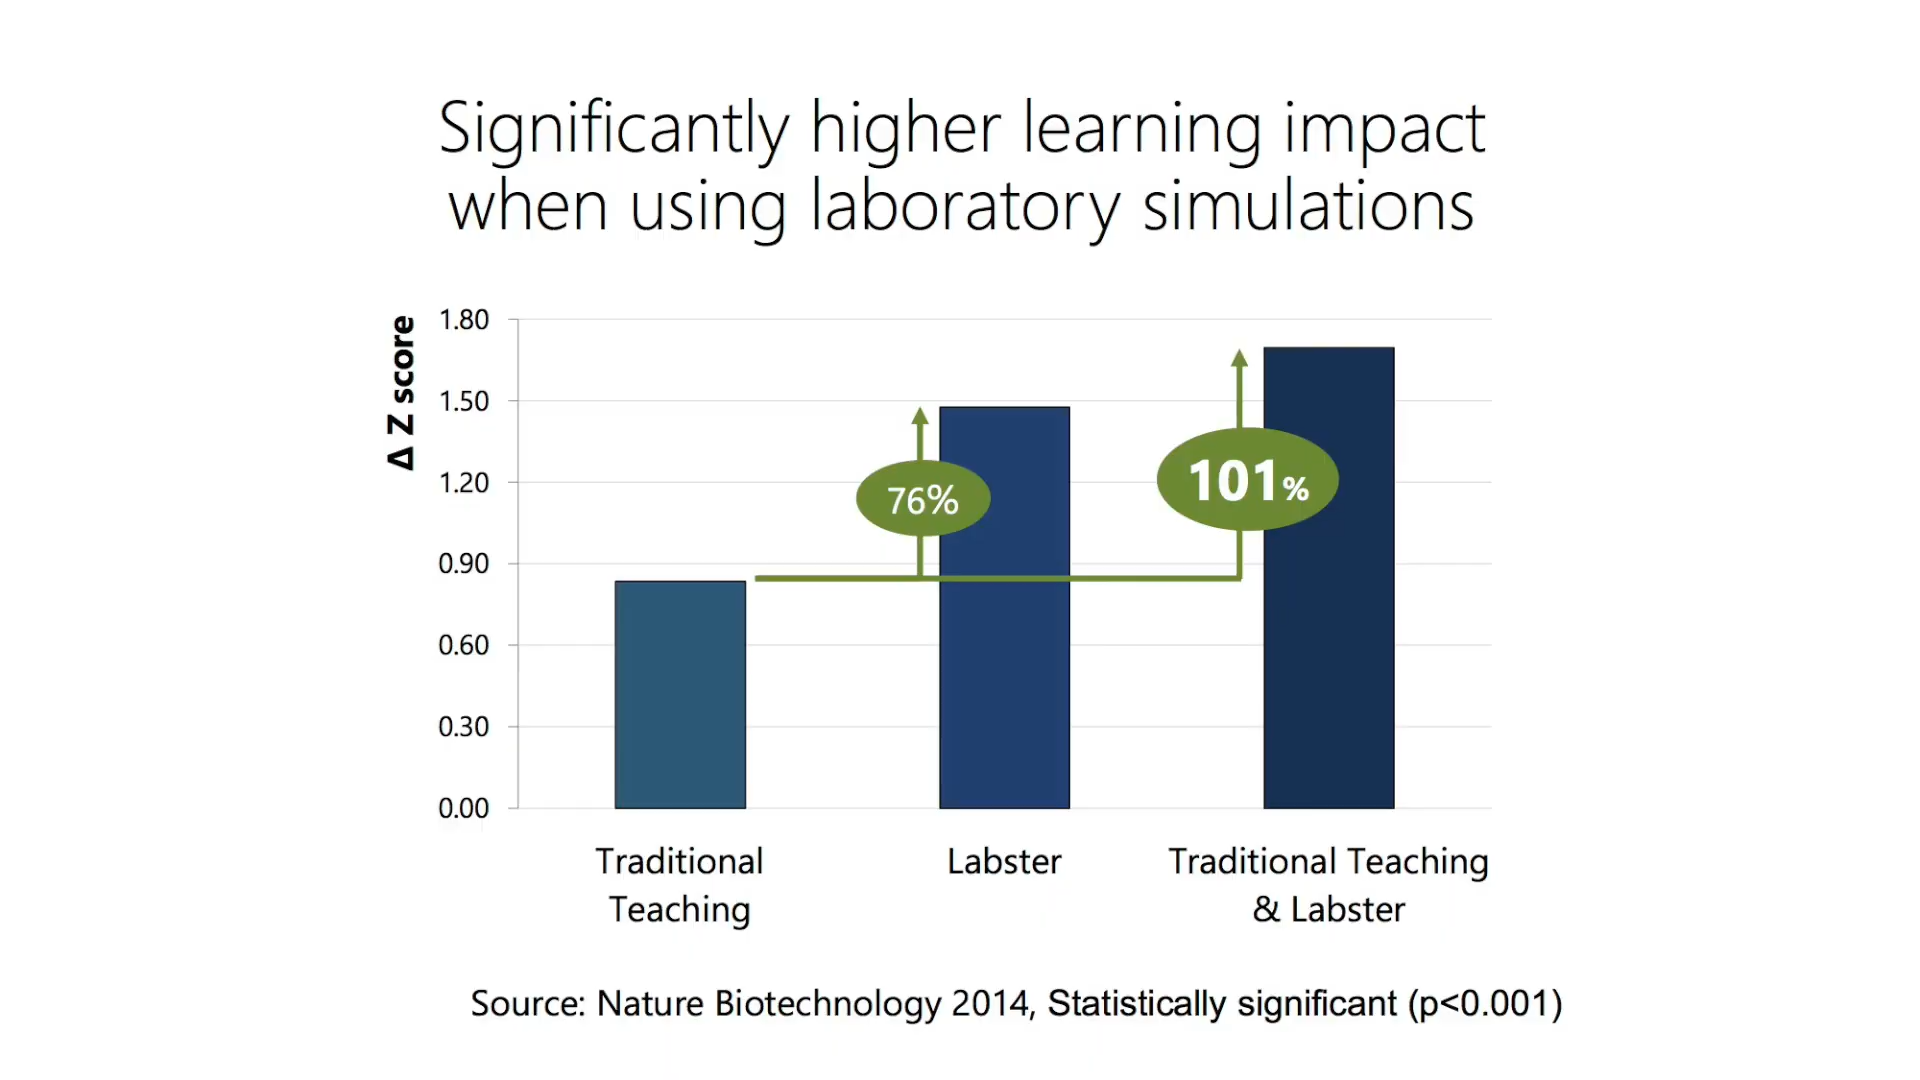 Significantly higher learning impact
when using laboratory simulations
Δ Z score
1.80
1.50
1.20
0.90
0.60
0.30
0.00
76%
101%
Traditional
Teaching
Labster
Traditional Teaching
& Labster
Source: Nature Biotechnology 2014, Statistically significant (p<0.001)